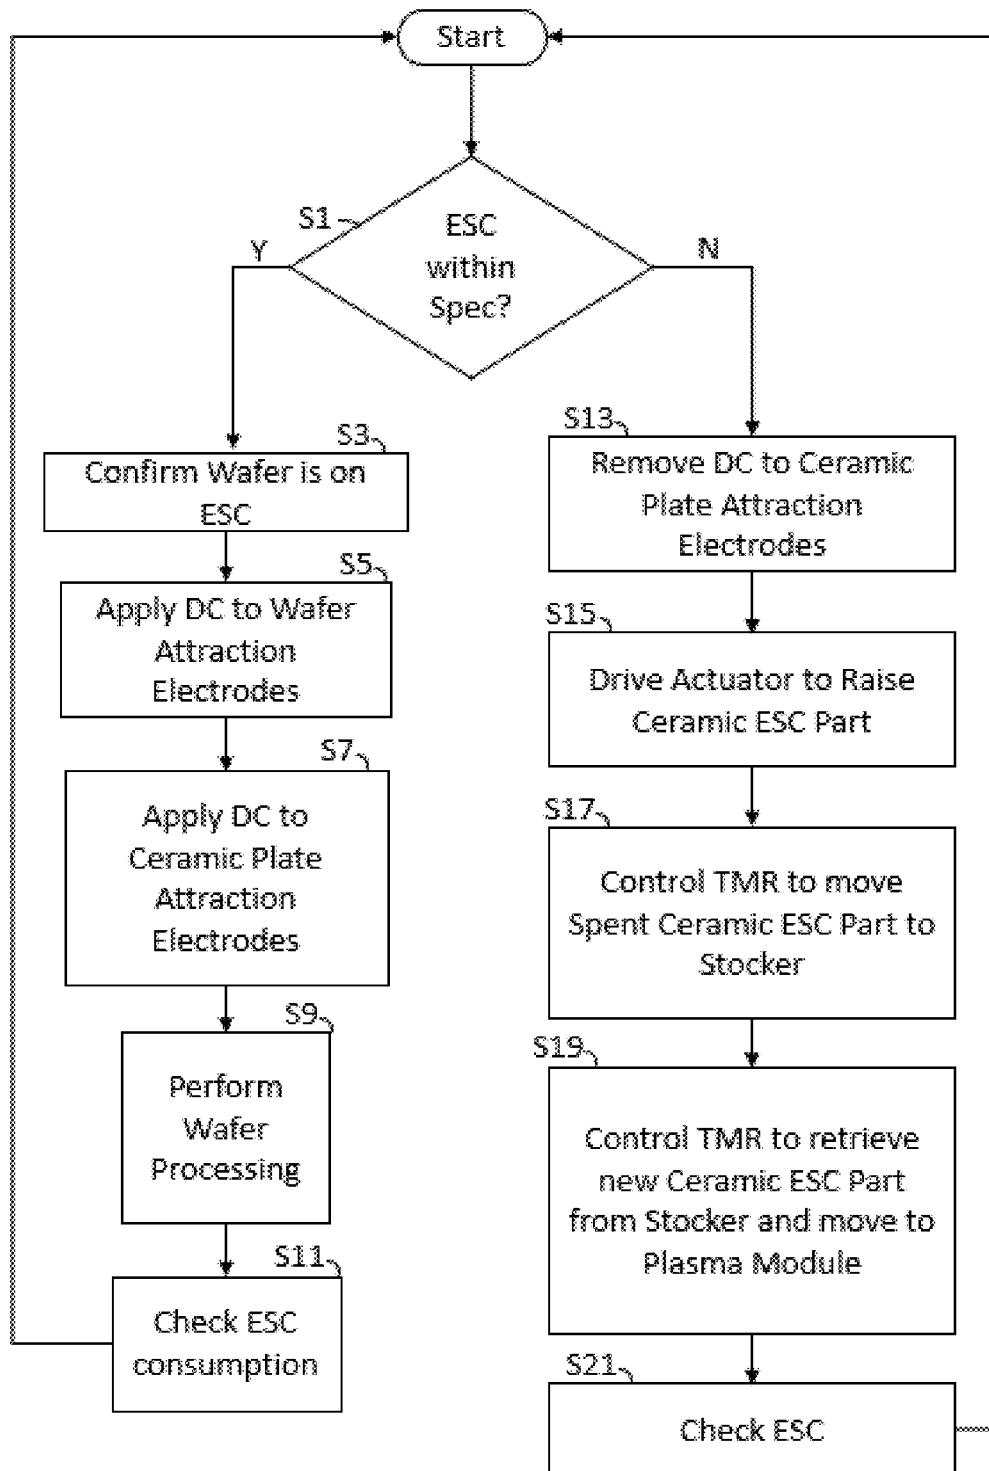 Start
S1
ESC
within
Spec?
Y
N
S3
Confirm Wafer is on
ESC
S5
Apply DC to Wafer
Attraction
Electrodes
S7
Apply DC to
Ceramic Plate
Attraction
Electrodes
S9
Perform
Wafer
Processing
S11
Check ESC
consumption
S13
Remove DC to Ceramic
Plate Attraction
Electrodes
S15
Drive Actuator to Raise
Ceramic ESC Part
S17
Control TMR to move
Spent Ceramic ESC Part to
Stocker
S19
Control TMR to retrieve
new Ceramic ESC Part
from Stocker and move to
Plasma Module
S21
Check ESC